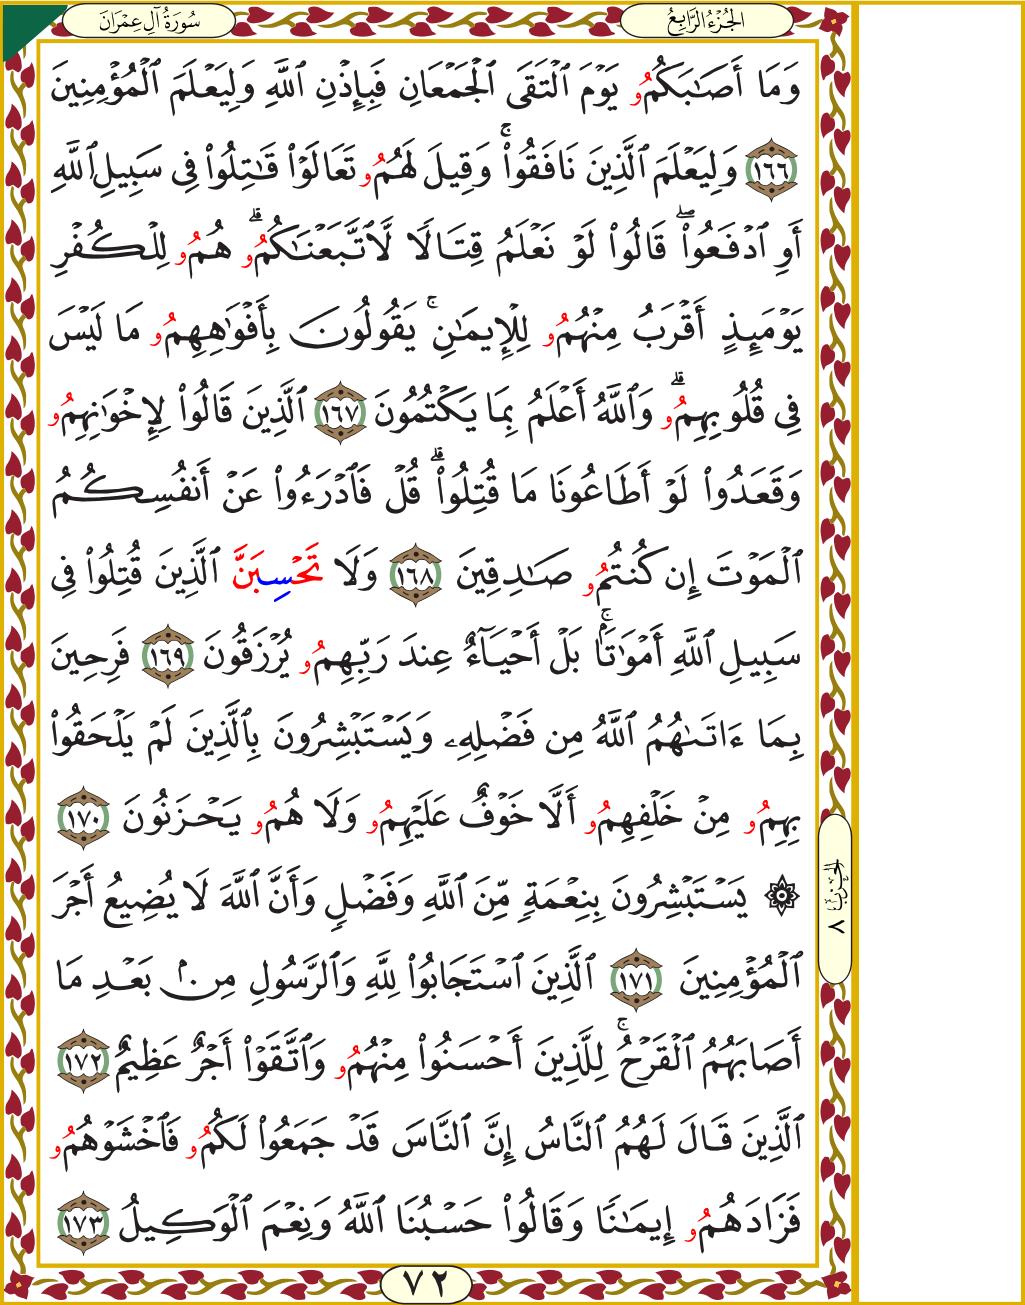 سُورَةُ آلِ عِمْرَان
الجُزْءُ الرَّابِعُ
وَمَا أَصَٰبَكُمُۥ يَوْمَ ٱلْتَقَى ٱلْجَمْعَانِ فَبِإِذْنِ ٱللَّهِ وَلِيَعْلَمَ ٱلْمُؤْمِنِينَ
١٦٦ وَلِيَعْلَمَ ٱلَّذِينَ نَافَقُوا۟ۚ وَقِيلَ لَهُمُۥ تَعَالَوْا۟ قَٰتِلُوا۟ فِى سَبِيلِ ٱللَّهِ
أَوِ ٱدْفَعُوا۟ۖ قَالُوا۟ لَوْ نَعْلَمُ قِتَالًا لَّٱتَّبَعْنَٰكُمُۥۗ هُمُۥ لِلْكُفْرِ
يَوْمَئِذٍ أَقْرَبُ مِنْهُمُۥ لِلْإِيمَٰنِۚ يَقُولُونَ بِأَفْوَٰهِهِمُۥ مَا لَيْسَ
فِى قُلُوبِهِمُۥۗ وَٱللَّهُ أَعْلَمُ بِمَا يَكْتُمُونَ ١٦٧ ٱلَّذِينَ قَالُوا۟ لِإِخْوَٰنِهِمُۥ
وَقَعَدُوا۟ لَوْ أَطَاعُونَا مَا قُتِلُوا۟ۗ قُلْ فَٱدْرَءُوا۟ عَنْ أَنفُسِكُمُ
ٱلْمَوْتَ إِن كُنتُمُۥ صَٰدِقِينَ ١٦٨ وَلَا تَحْسِبَنَّ ٱلَّذِينَ قُتِلُوا۟ فِى
سَبِيلِ ٱللَّهِ أَمْوَٰتًۢاۚ بَلْ أَحْيَآءٌ عِندَ رَبِّهِمُۥ يُرْزَقُونَ ١٦٩ فَرِحِينَ
بِمَا ءَاتَىٰهُمُ ٱللَّهُ مِن فَضْلِهِۦ وَيَسْتَبْشِرُونَ بِٱلَّذِينَ لَمْ يَلْحَقُوا۟
بِهِمُۥ مِنْ خَلْفِهِمُۥ أَلَّا خَوْفٌ عَلَيْهِمُۥ وَلَا هُمُۥ يَحْزَنُونَ ١٧٠
۞ يَسْتَبْشِرُونَ بِنِعْمَةٍ مِّنَ ٱللَّهِ وَفَضْلٍ وَأَنَّ ٱللَّهَ لَا يُضِيعُ أَجْرَ
ٱلْمُؤْمِنِينَ ١٧١ ٱلَّذِينَ ٱسْتَجَابُوا۟ لِلَّهِ وَٱلرَّسُولِ مِنۢ بَعْدِ مَا
أَصَابَهُمُ ٱلْقَرْحُۚ لِلَّذِينَ أَحْسَنُوا۟ مِنْهُمُۥ وَٱتَّقَوْا۟ أَجْرٌ عَظِيمٌ ١٧٢
ٱلَّذِينَ قَالَ لَهُمُ ٱلنَّاسُ إِنَّ ٱلنَّاسَ قَدْ جَمَعُوا۟ لَكُمُۥ فَٱخْشَوْهُمُۥ
فَزَادَهُمُۥ إِيمَٰنًا وَقَالُوا۟ حَسْبُنَا ٱللَّهُ وَنِعْمَ ٱلْوَكِيلُ ١٧٣
الحزب ٨
٧٢